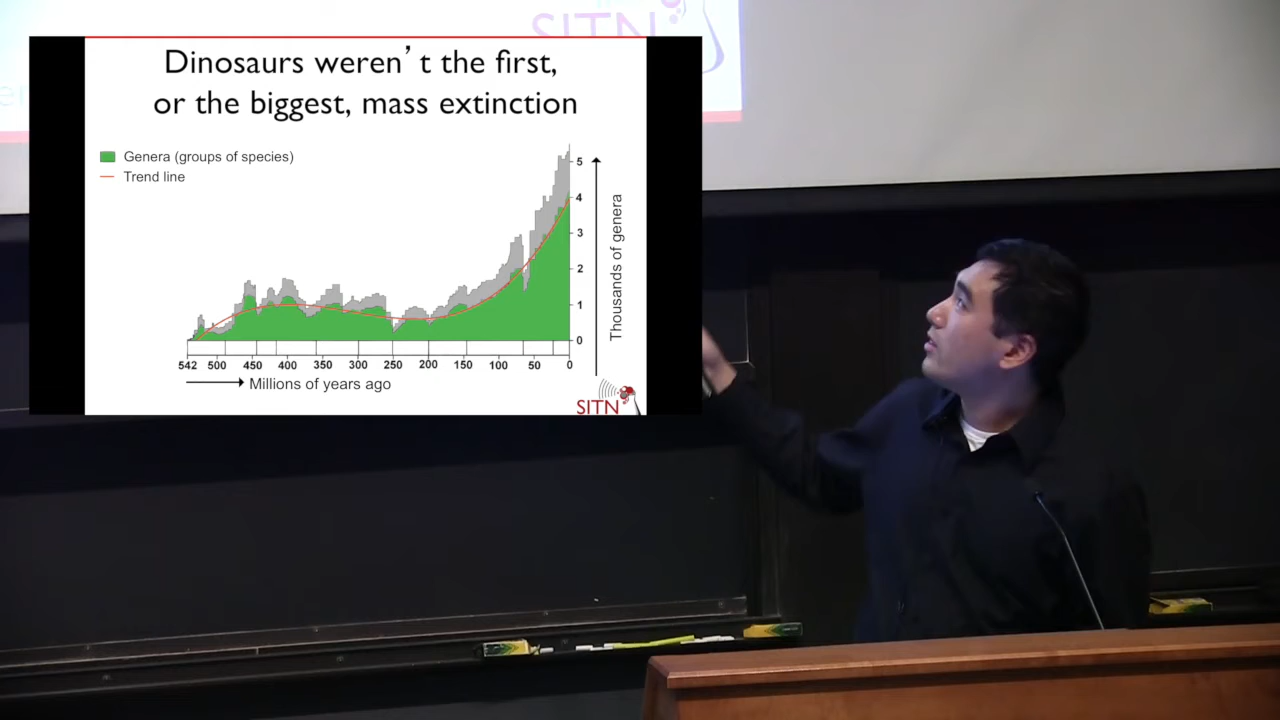 SITN
Dinosaurs weren’ t the first,
or the biggest, mass extinction
Genera (groups of species)
Trend line
5
4
3
2
1
0
Thousands of genera
542 500 450 400 350 300 250 200 150 100 50 0
Millions of years ago
SITN